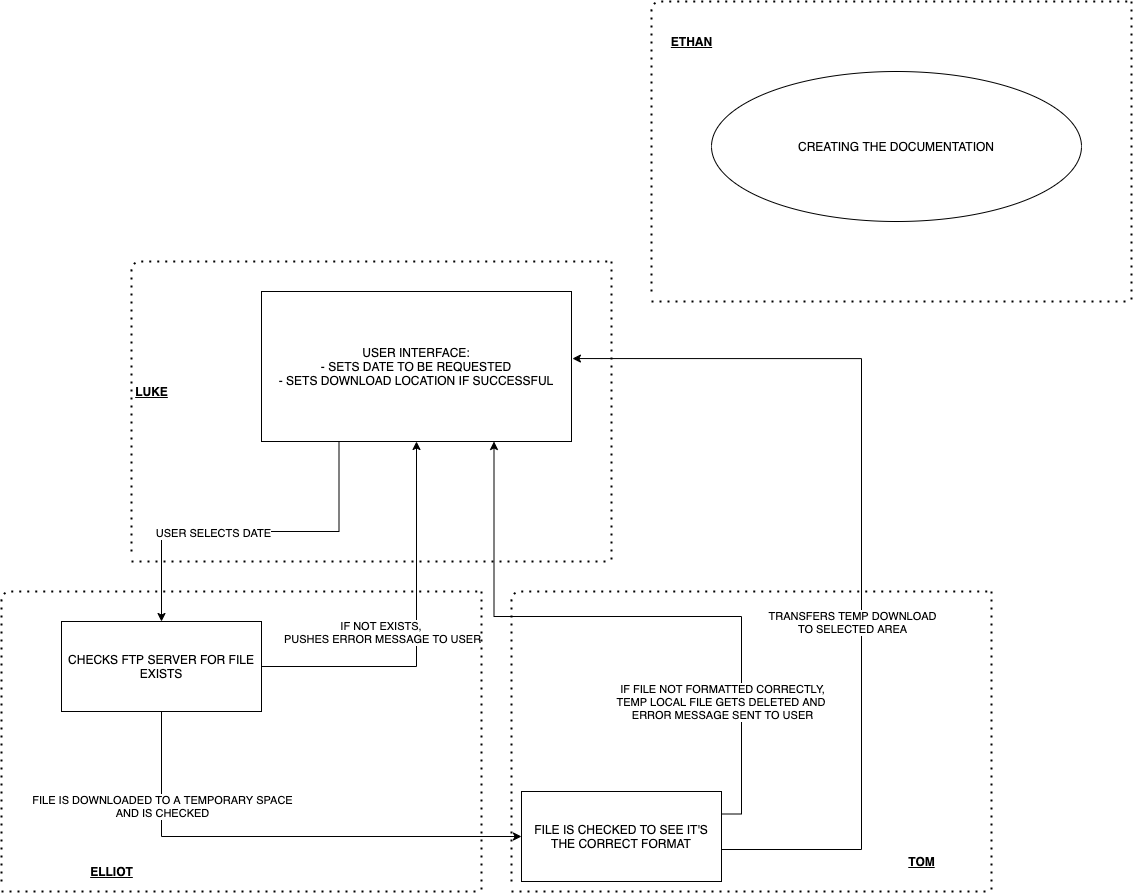 ETHAN
CREATING THE DOCUMENTATION
USER INTERFACE:
- SETS DATE TO BE REQUESTED
- SETS DOWNLOAD LOCATION IF SUCCESSFUL
LUKE
USER SELECTS DATE
IF NOT EXISTS,
PUSHES ERROR MESSAGE TO USER
TRANSFERS TEMP DOWNLOAD
TO SELECTED AREA
CHECKS FTP SERVER FOR FILE
EXISTS
IF FILE NOT FORMATTED CORRECTLY,
TEMP LOCAL FILE GETS DELETED AND
ERROR MESSAGE SENT TO USER
FILE IS DOWNLOADED TO A TEMPORARY SPACE
AND IS CHECKED
FILE IS CHECKED TO SEE IT'S
THE CORRECT FORMAT
ELLIOT
TOM